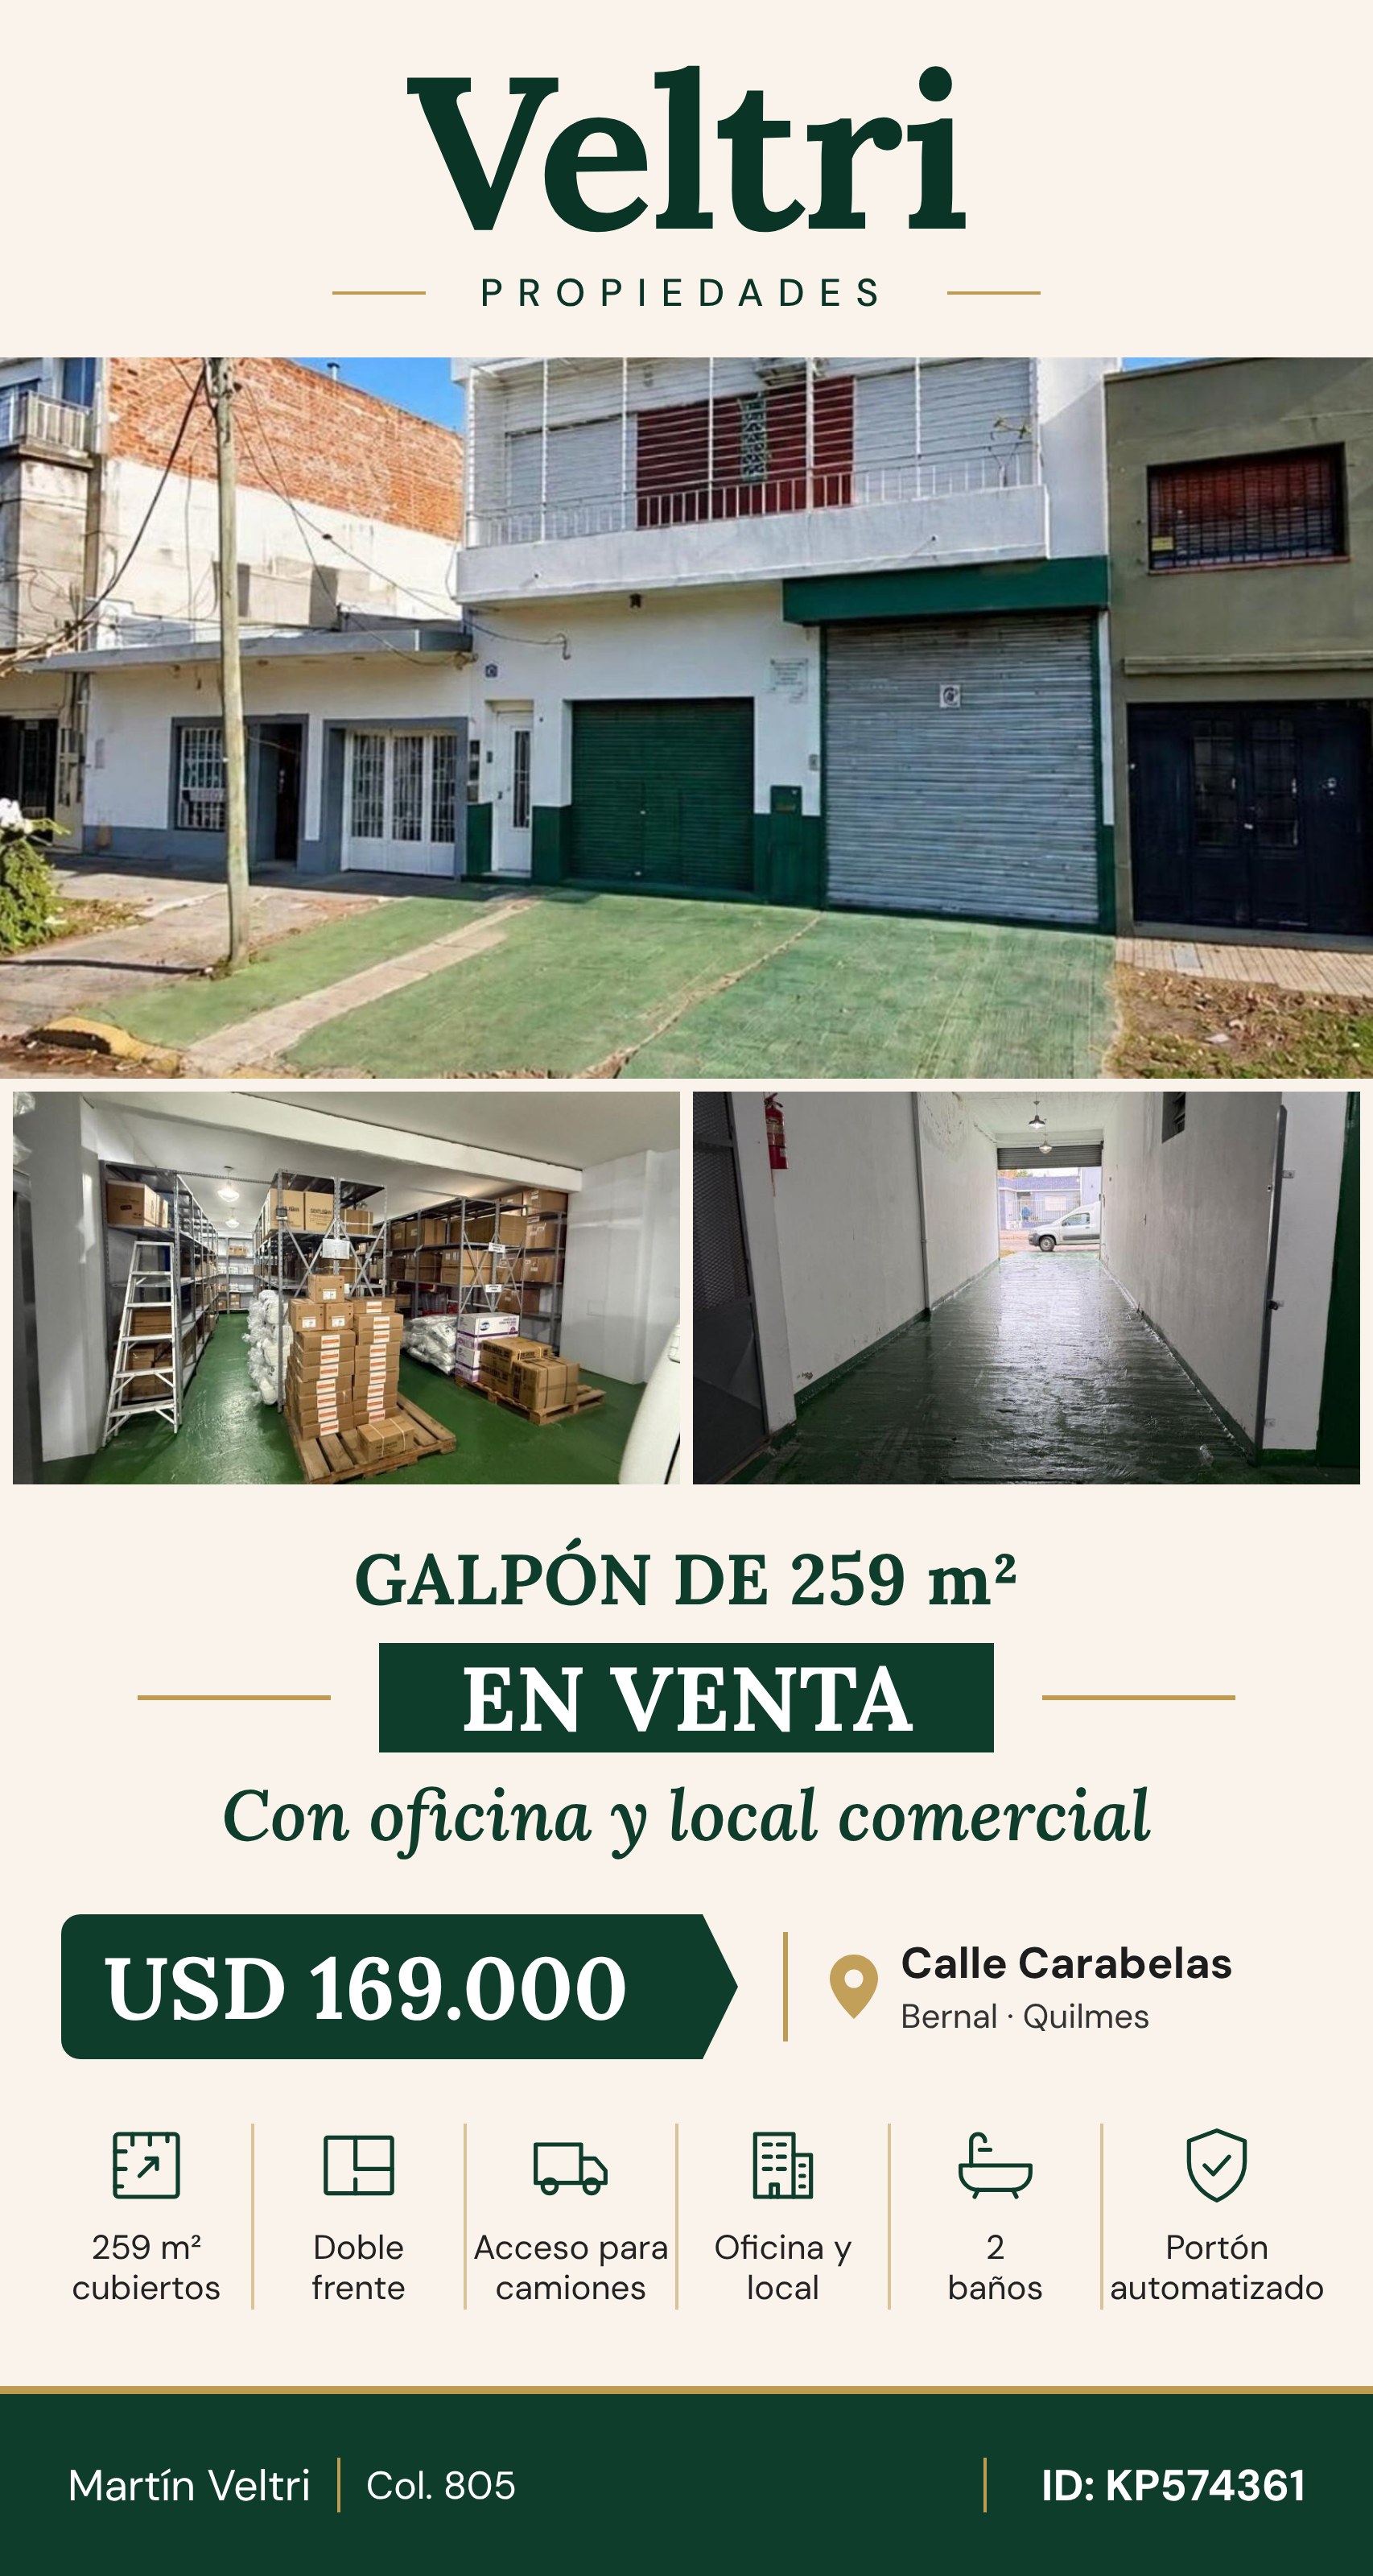 Veltri
PROPIEDADES
GALPÓN DE 259 m²
EN VENTA
Con oficina y local comercial
USD 169.000
Calle Carabelas
Bernal · Quilmes
259 m²
cubiertos
Doble
frente
Acceso para
camiones
Oficina y
local
2
baños
Portón
automatizado
Martín Veltri
Col. 805
ID: KP574361